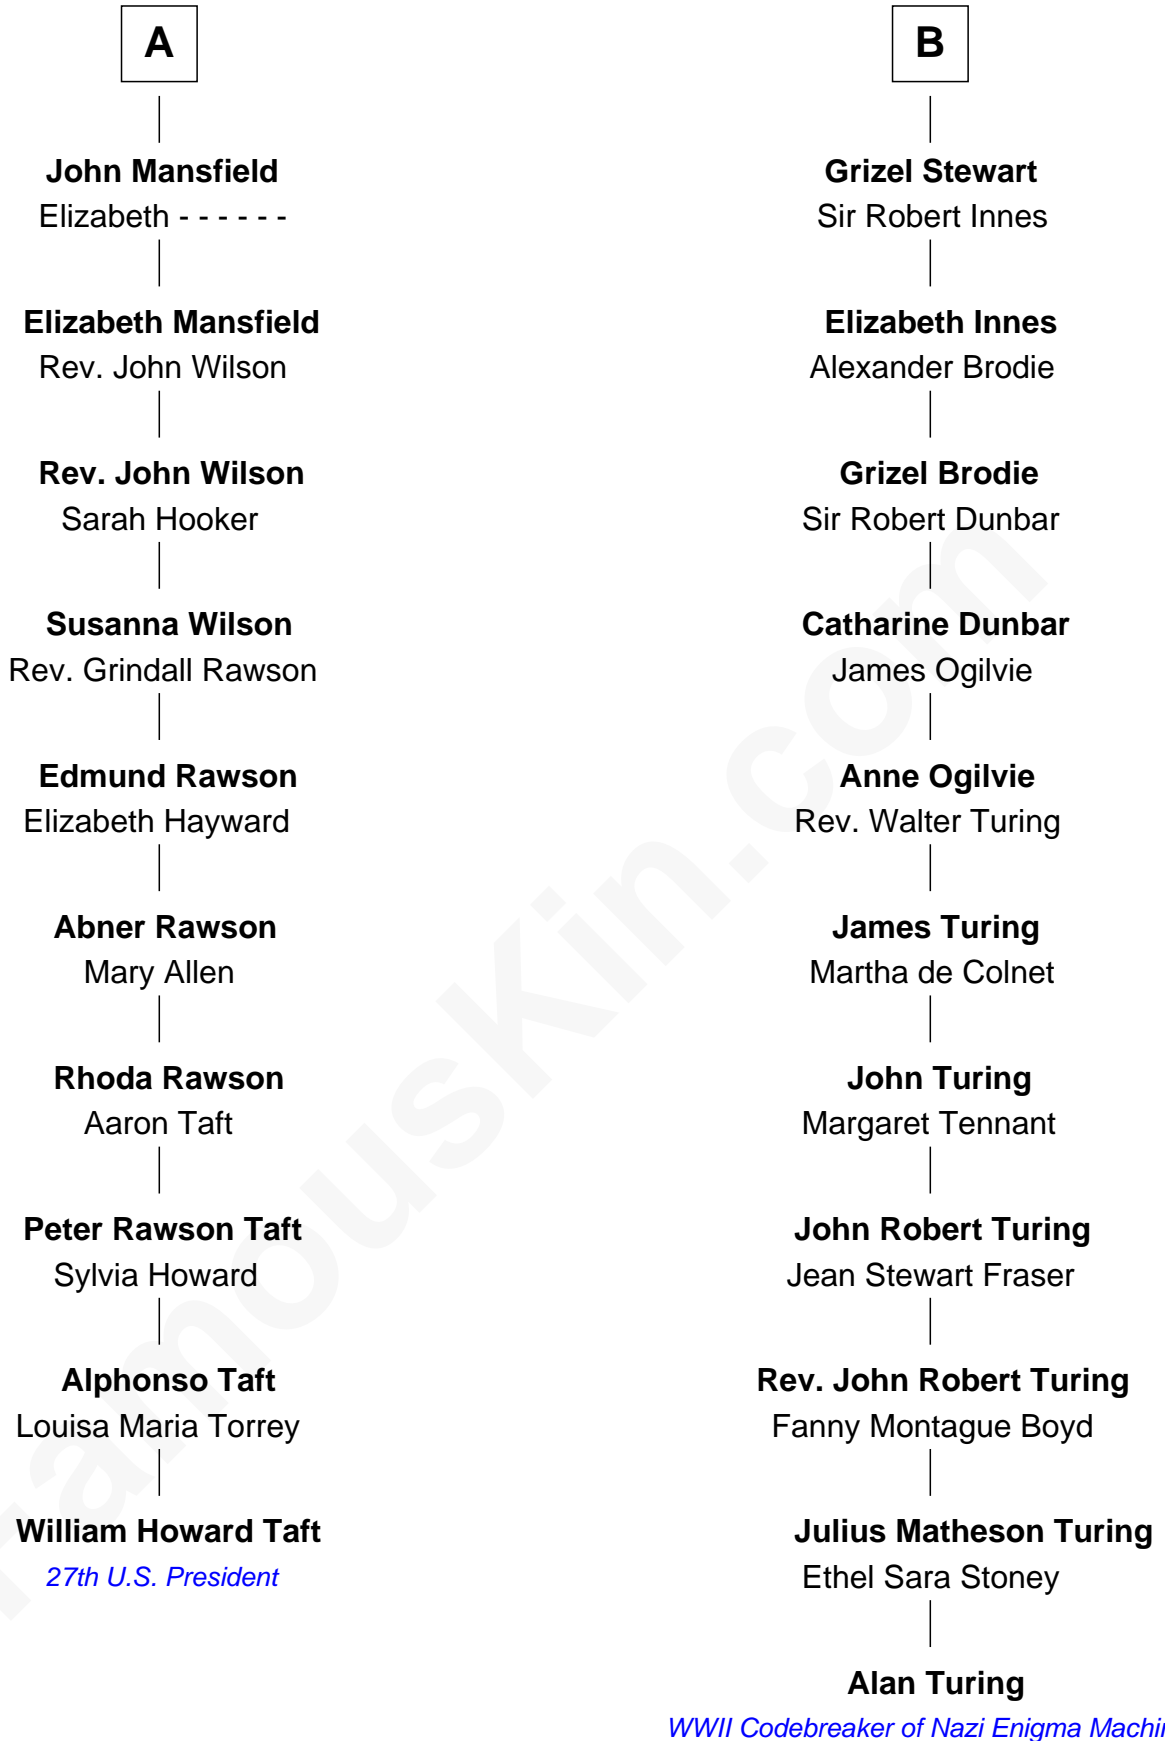 A
John Mansfield
Elizabeth - - - - - -
Elizabeth Mansfield
Rev. John Wilson
Rev. John Wilson
Sarah Hooker
Susanna Wilson
Rev. Grindall Rawson
Edmund Rawson
Elizabeth Hayward
Abner Rawson
Mary Allen
Rhoda Rawson
Aaron Taft
Peter Rawson Taft
Sylvia Howard
Alphonso Taft
Louisa Maria Torrey
William Howard Taft
27th U.S. President
B
Grizel Stewart
Sir Robert Innes
Elizabeth Innes
Alexander Brodie
Grizel Brodie
Sir Robert Dunbar
Catharine Dunbar
James Ogilvie
Anne Ogilvie
Rev. Walter Turing
James Turing
Martha de Colnet
John Turing
Margaret Tennant
John Robert Turing
Jean Stewart Fraser
Rev. John Robert Turing
Fanny Montague Boyd
Julius Matheson Turing
Ethel Sara Stoney
Alan Turing
WWII Codebreaker of Nazi Enigma
FamousKin.com